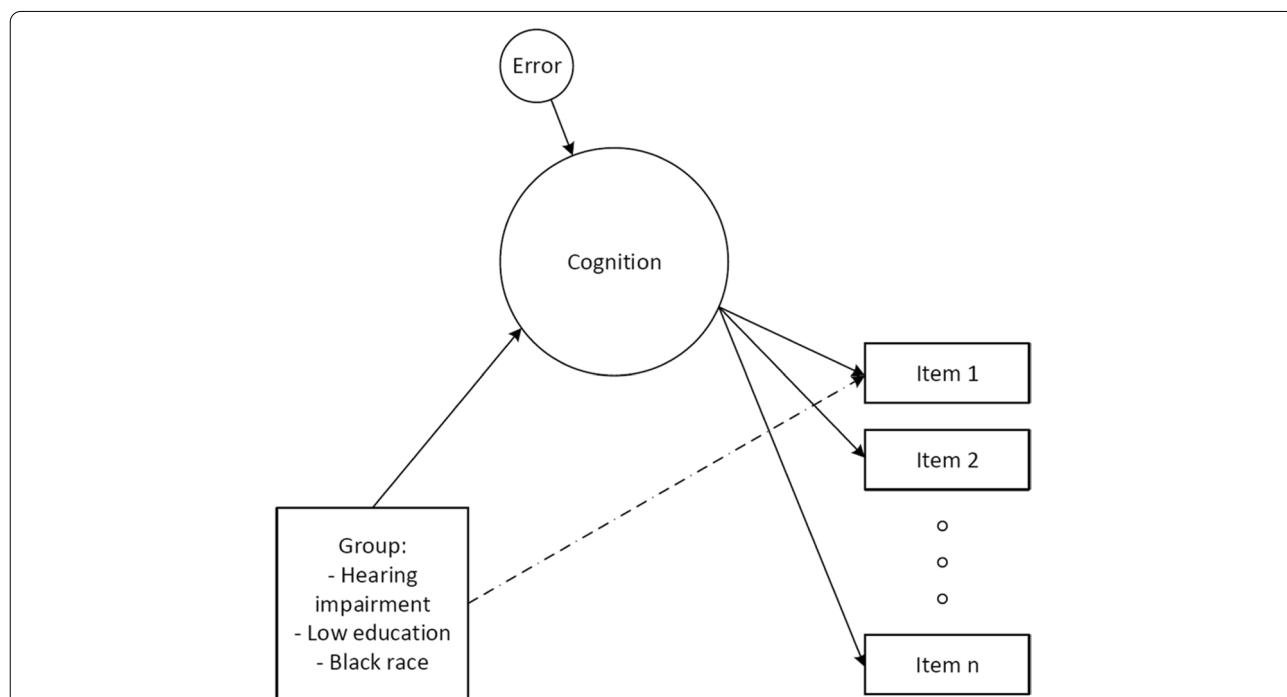 Error
Cognition
Item 1
Item 2
Group:
- Hearing
impairment
- Low education
- Black race
Item n